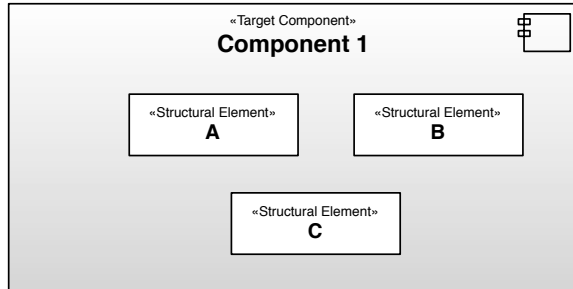 «Target Component»
Component 1
«Structural Element»
A
«Structural Element»
B
«Structural Element»
C